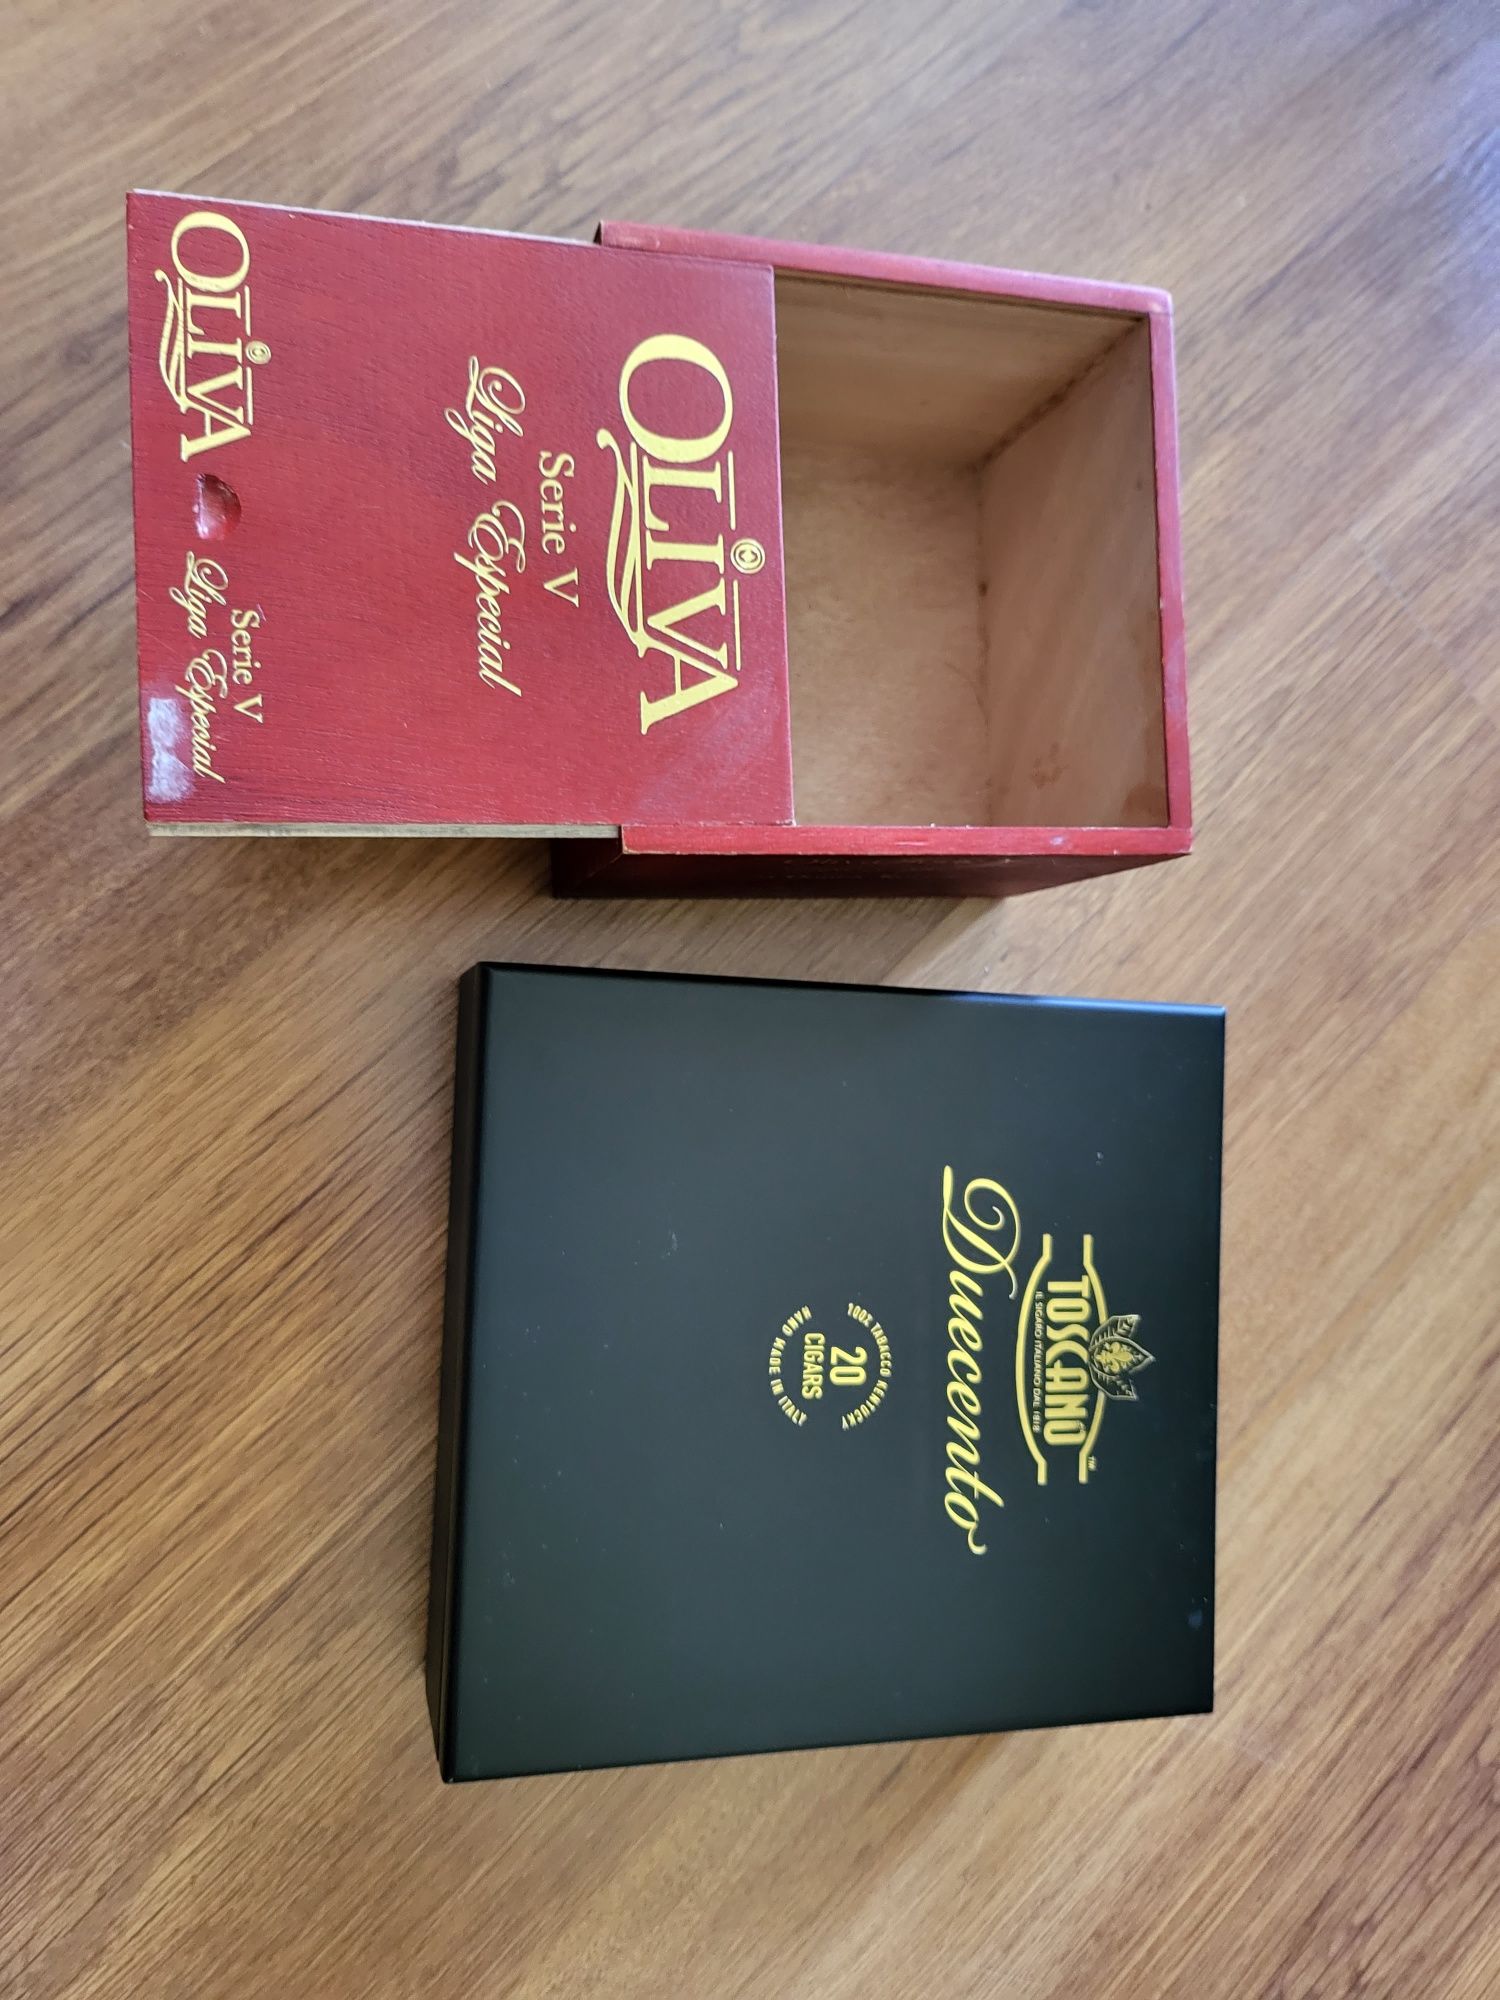 OLIVA
Serie V
Liga Especial
OLIVA
Serie V
Liga Especial
TOSCANO™
IL SIGARO ITALIANO DAL 1818
Duecento
100% TABACCO KENTUCKY
20
CIGARS
HAND MADE IN ITALY